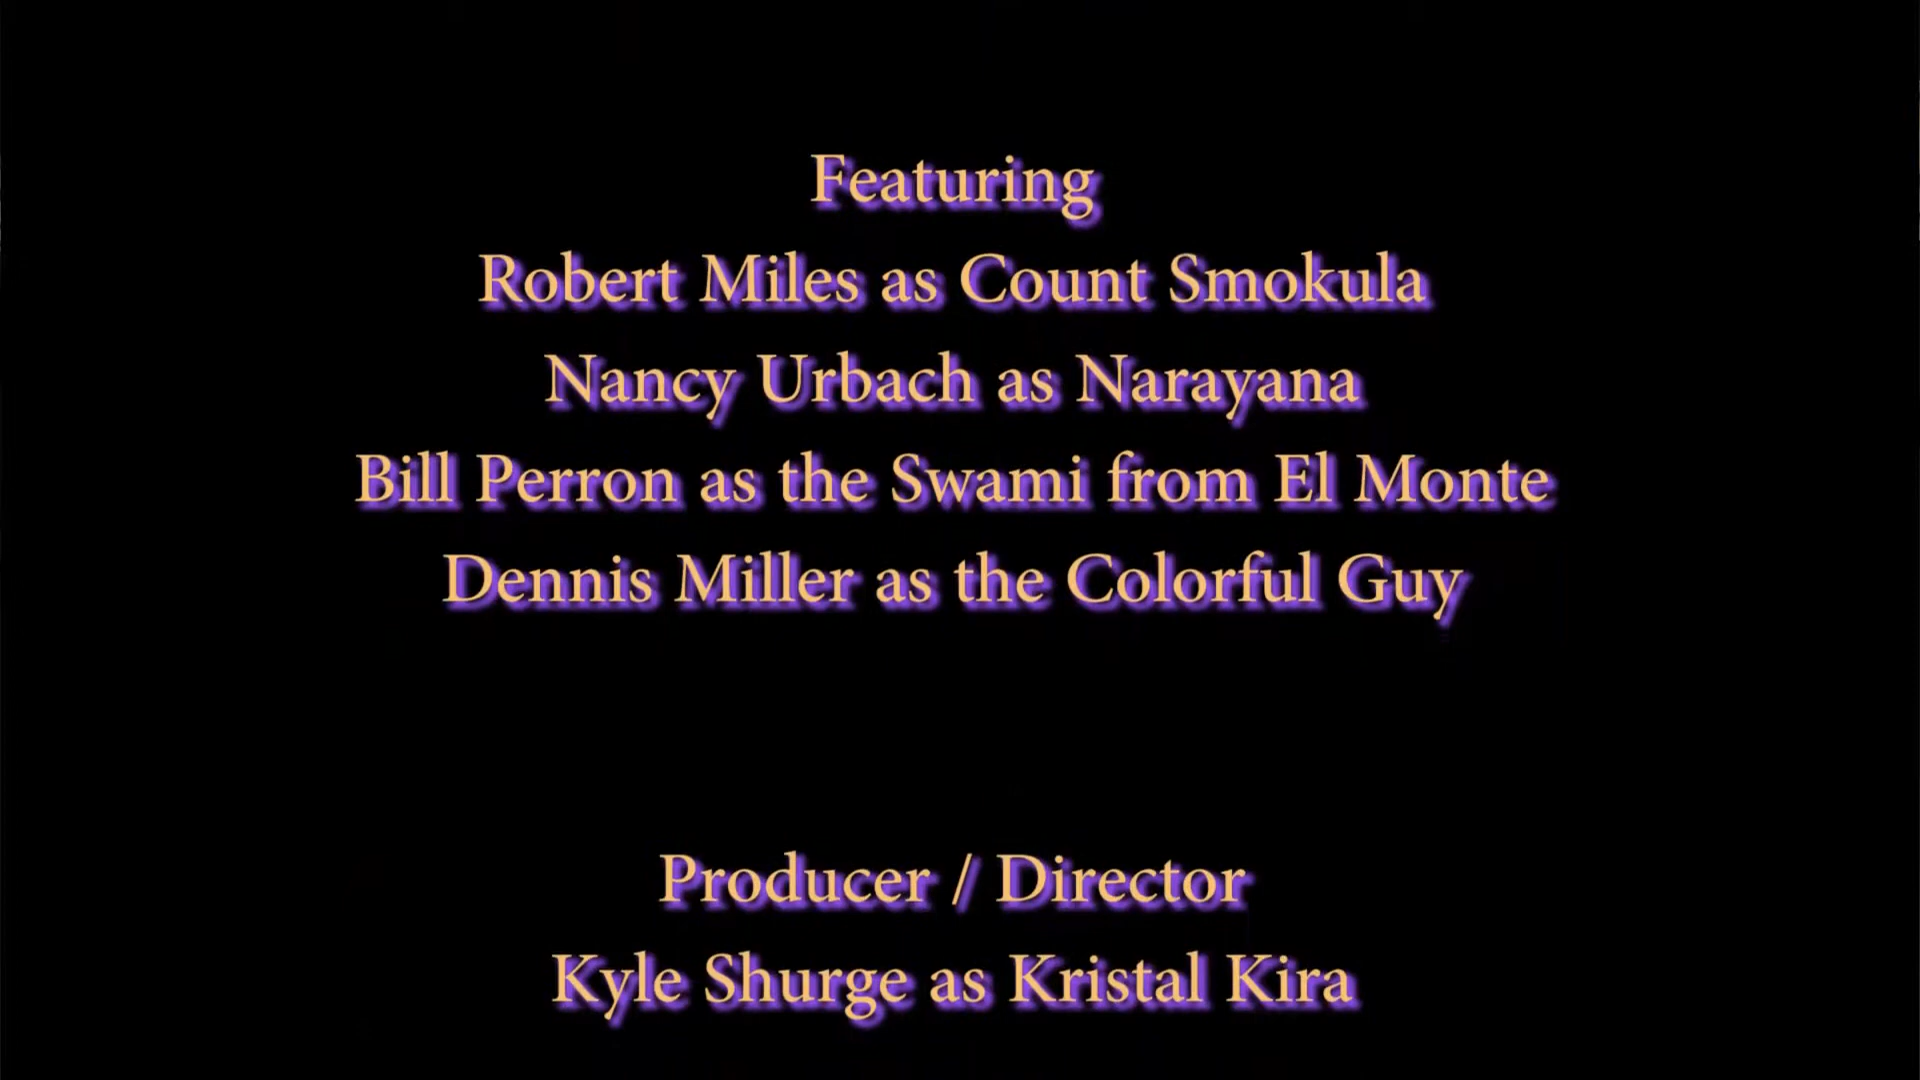 Featuring
Robert Miles as Count Smokula
Nancy Urbach as Narayana
Bill Perron as the Swami from El Monte
Dennis Miller as the Colorful Guy
Producer / Director
Kyle Shurge as Kristal Kira